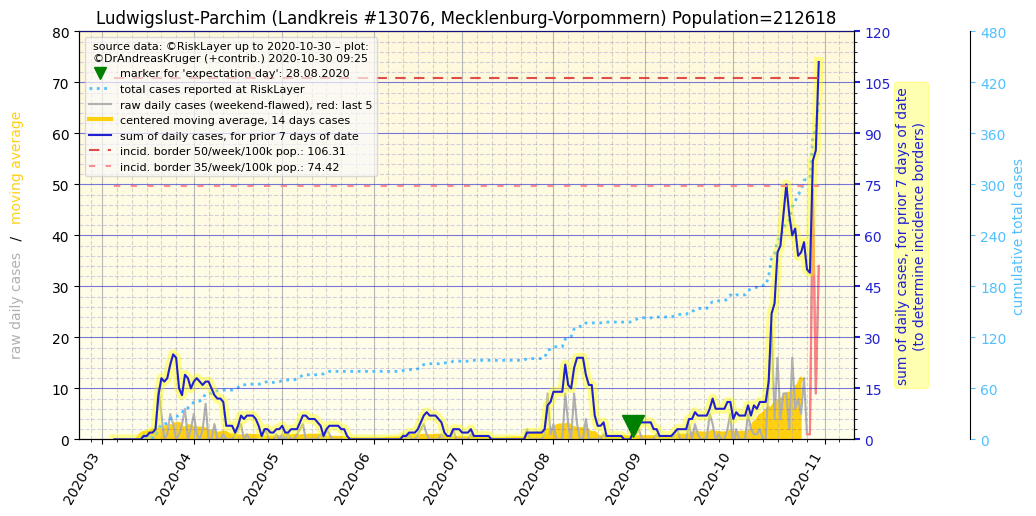 Ludwigslust-Parchim (Landkreis #13076, Mecklenburg-Vorpommern) Population=212618
source data: ©RiskLayer up to 2020-10-30 – plot:
©DrAndreasKruger (+contrib.) 2020-10-30 09:25
marker for 'expectation day': 28.08.2020
total cases reported at RiskLayer
raw daily cases (weekend-flawed), red: last 5
centered moving average, 14 days cases
sum of daily cases, for prior 7 days of date
incid. border 50/week/100k pop.: 106.31
incid. border 35/week/100k pop.: 74.42
raw daily cases / moving average
80
70
60
50
40
30
20
10
0
2020-03
2020-04
2020-05
2020-06
2020-07
2020-08
2020-09
2020-10
2020-11
120
105
90
75
60
45
30
15
0
sum of daily cases, for prior 7 days of date
(to determine incidence borders)
480
420
360
300
240
180
120
60
0
cumulative total cases